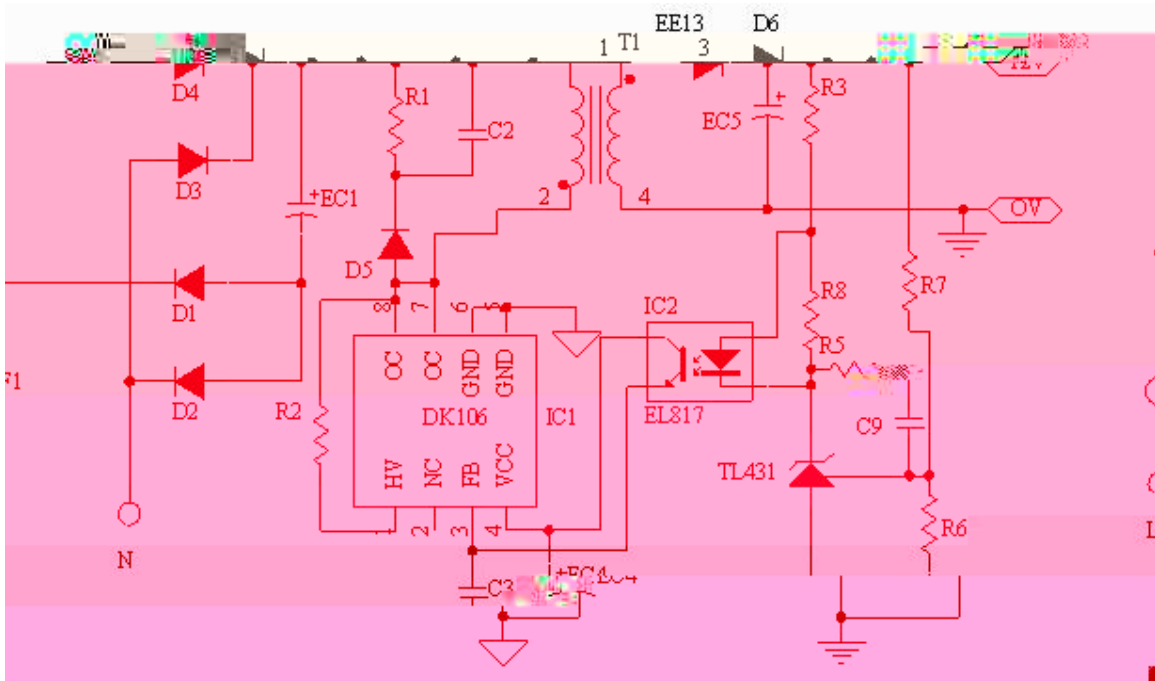 EE13 D6
1 T1 3
D4 R1 R3
C2 EC5 +
D3
+EC1 2 4 OV
D5 R7
D1 8 7 6 5 IC2 R8
OC OC GND GND R5
F1
D2 R2 DK106 IC1 EL817 C9
HV NC FB VCC TL431
1 2 3 4 R6
N L
C3